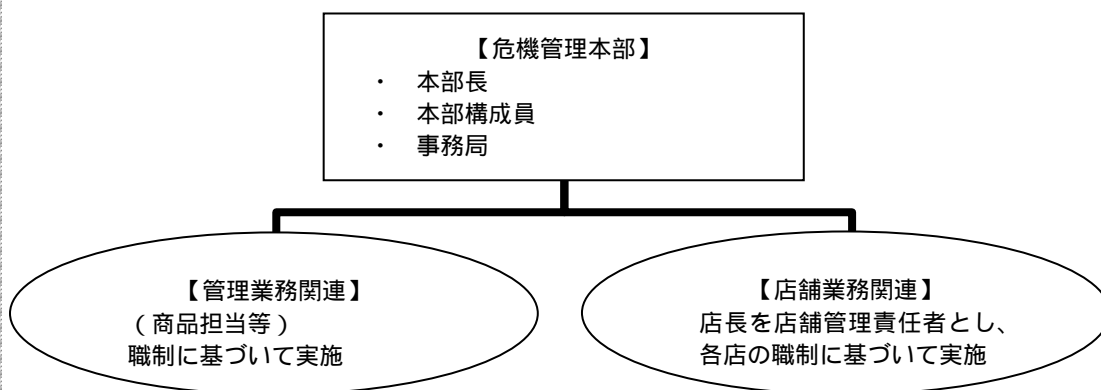 【危機管理本部】
・ 本部長
・ 本部構成員
・ 事務局
【管理業務関連】
（商品担当等）
職制に基づいて実施
【店舗業務関連】
店長を店舗管理責任者とし、
各店の職制に基づいて実施